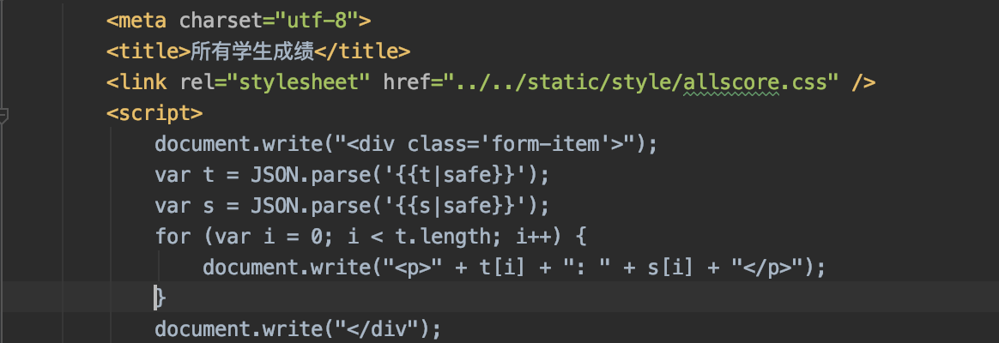 <meta charset="utf-8">
<title>所有学生成绩</title>
<link rel="stylesheet" href="../../static/style/allscore.css" />
<script>
document.write("<div class='form-item'>");
var t = JSON.parse('{{t|safe}}');
var s = JSON.parse('{{s|safe}}');
for (var i = 0; i < t.length; i++) {
document.write("<p>" + t[i] + ": " + s[i] + "</p>");
}
document.write("</div");